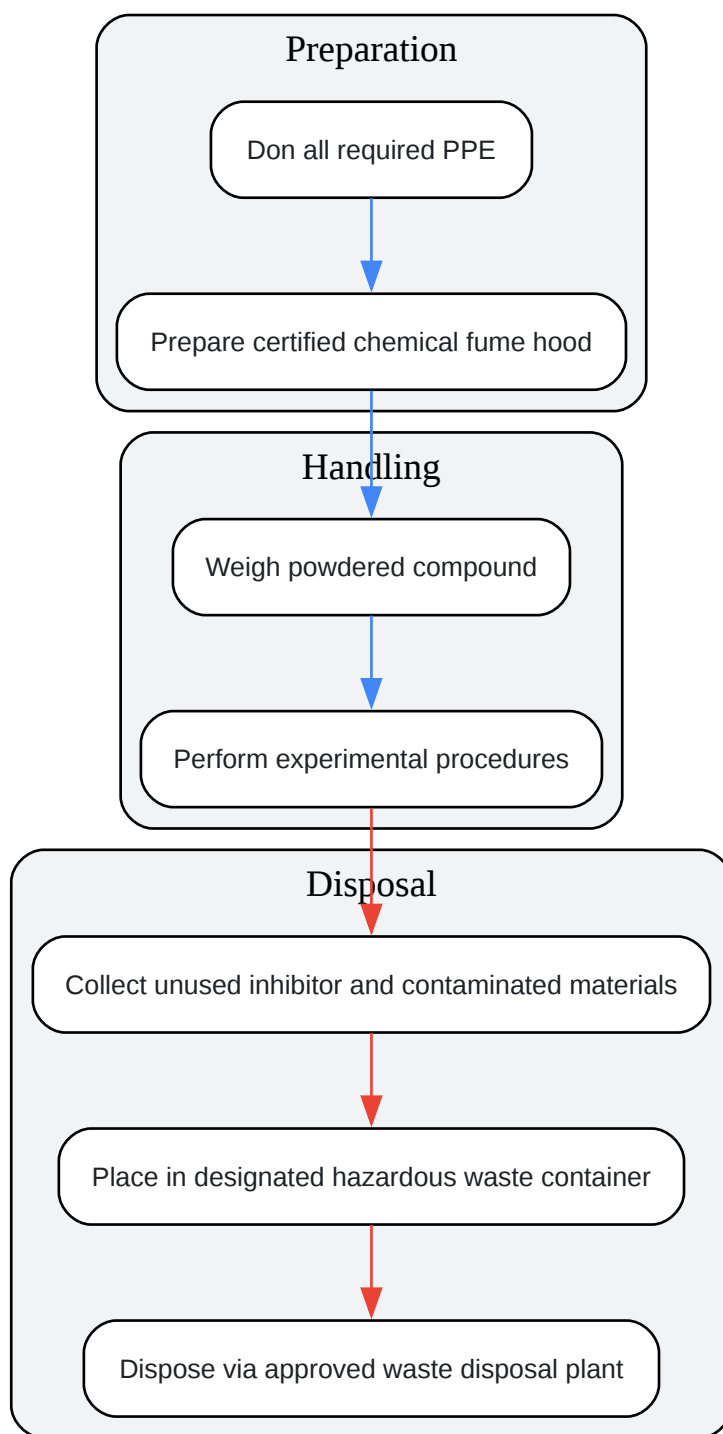 Preparation
Don all required PPE
Prepare certified chemical fume hood
Handling
Weigh powdered compound
Perform experimental procedures
Disposal
Collect unused inhibitor and contaminated materials
Place in designated hazardous waste container
Dispose via approved waste disposal plant